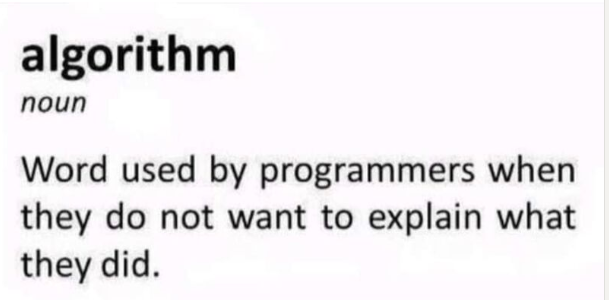 algorithm
noun
Word used by programmers when
they do not want to explain what
they did.